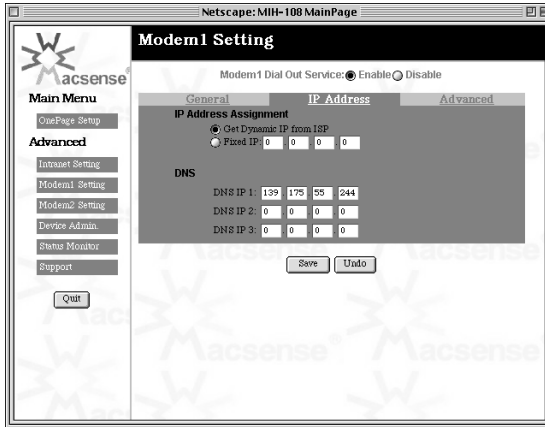 Netscape: MIH-108 MainPage
Macsense
Main Menu
OnePage Setup
Advanced
Intranet Setting
Modem1 Setting
Modem2 Setting
Device Admin.
Status Monitor
Support
Quit
Modem1 Setting
Modem1 Dial Out Service: Enable Disable
General IP Address Advanced
IP Address Assignment
Get Dynamic IP from ISP
Fixed IP: 0 . 0 . 0 . 0
DNS
DNS IP 1: 139 . 175 . 55 . 244
DNS IP 2: 0 . 0 . 0 . 0
DNS IP 3: 0 . 0 . 0 . 0
Save Undo